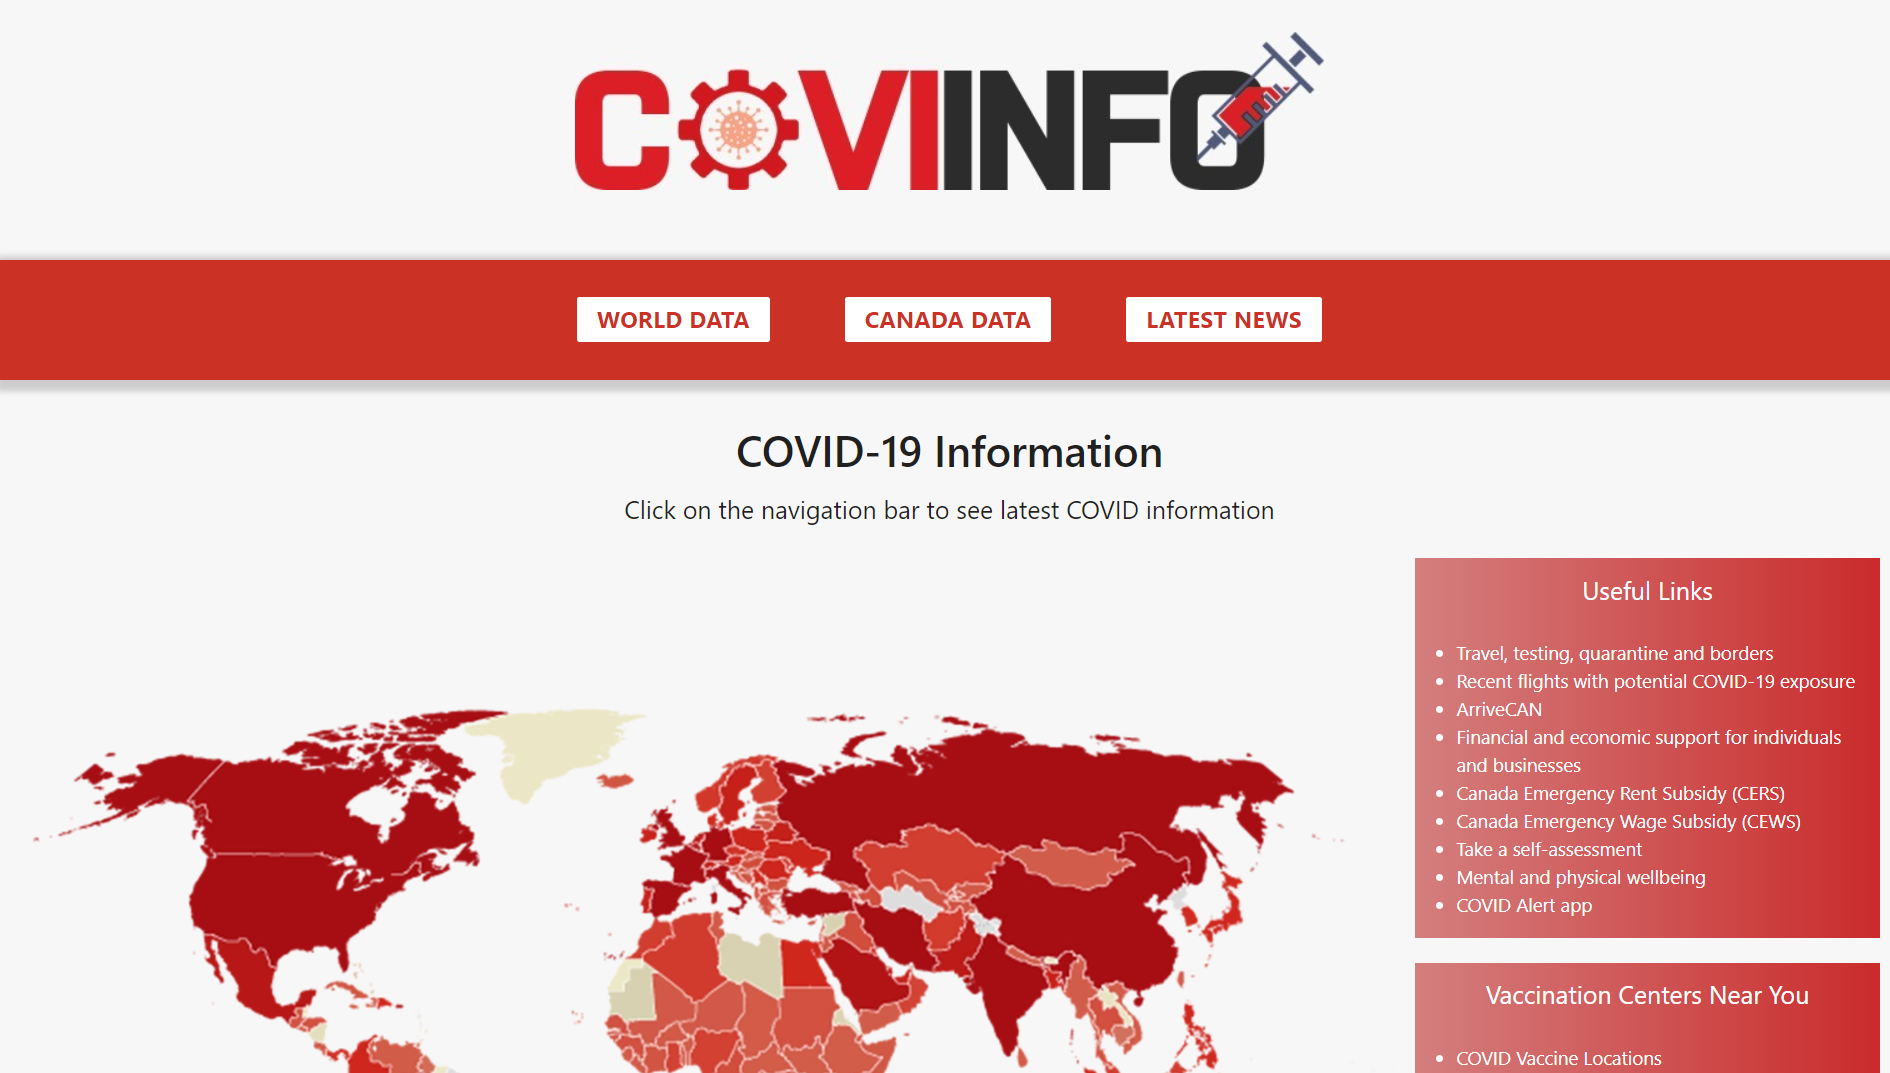 COVIINFO
WORLD DATA
CANADA DATA
LATEST NEWS
COVID-19 Information
Click on the navigation bar to see latest COVID information
Useful Links
Travel, testing, quarantine and borders
Recent flights with potential COVID-19 exposure
ArriveCAN
Financial and economic support for individuals
and businesses
Canada Emergency Rent Subsidy (CERS)
Canada Emergency Wage Subsidy (CEWS)
Take a self-assessment
Mental and physical wellbeing
COVID Alert app
Vaccination Centers Near You
COVID Vaccine Locations